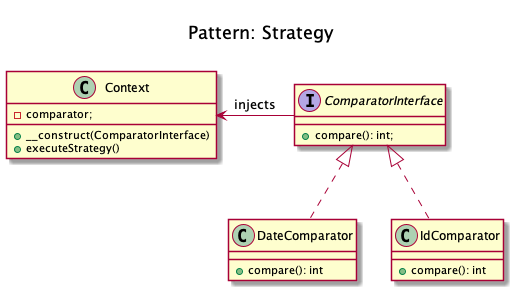 Pattern: Strategy
C Context
comparator;
__construct(ComparatorInterface)
executeStrategy()
injects
I ComparatorInterface
compare(): int;
C DateComparator
compare(): int
C IdComparator
compare(): int